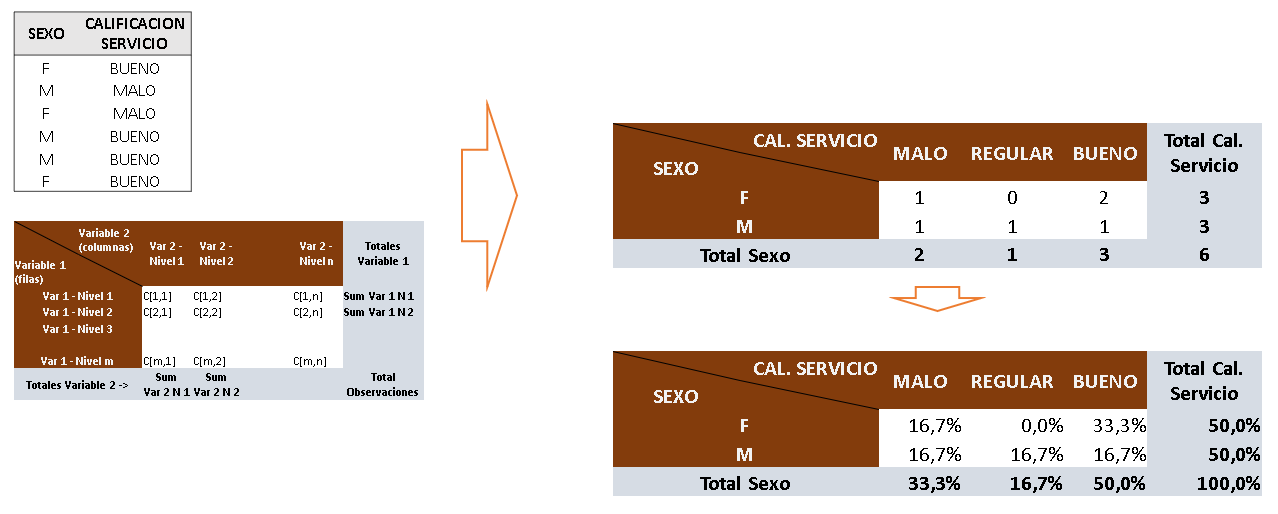 SEXO CALIFICACION SERVICIO
F BUENO
M MALO
F MALO
M BUENO
M BUENO
F BUENO
Variable 2 (columnas) Variable 1 (filas) Var 2 - Nivel 1 Var 2 - Nivel 2 Var 2 - Nivel n Totales Variable 1
Var 1 - Nivel 1 C[1,1] C[1,2] C[1,n] Sum Var 1 N 1
Var 1 - Nivel 2 C[2,1] C[2,2] C[2,n] Sum Var 1 N 2
Var 1 - Nivel 3
Var 1 - Nivel m C[m,1] C[m,2] C[m,n]
Totales Variable 2 -> Sum Var 2 N 1 Sum Var 2 N 2 Total Observaciones
CAL. SERVICIO SEXO MALO REGULAR BUENO Total Cal. Servicio
F 1 0 2 3
M 1 1 1 3
Total Sexo 2 1 3 6
CAL. SERVICIO SEXO MALO REGULAR BUENO Total Cal. Servicio
F 16,7% 0,0% 33,3% 50,0%
M 16,7% 16,7% 16,7% 50,0%
Total Sexo 33,3% 16,7% 50,0% 100,0%